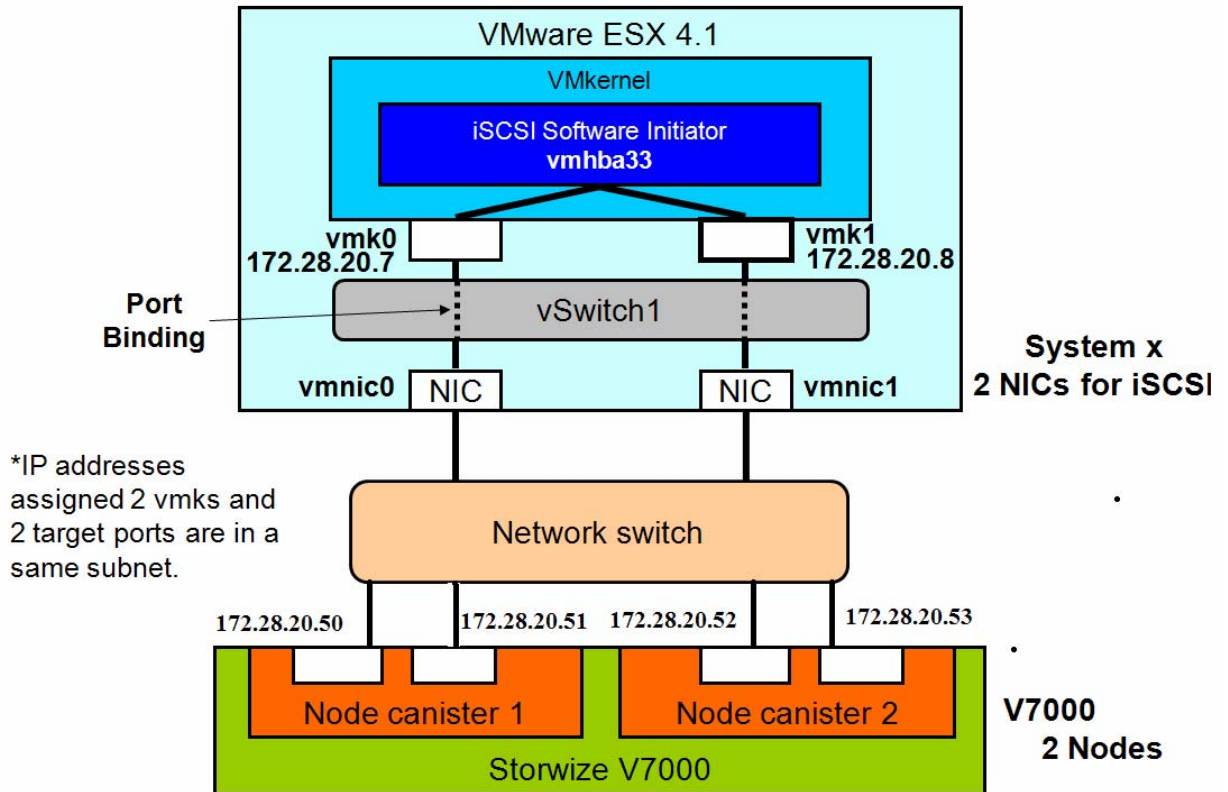 VMware ESX 4.1
VMkernel
iSCSI Software Initiator
vmhba33
vmk0
172.28.20.7
vmk1
172.28.20.8
Port
Binding
vSwitch1
System x
2 NICs for iSCSI
vmnic0
NIC
NIC
vmnic1
*IP addresses
assigned 2 vmks and
2 target ports are in a
same subnet.
Network switch
172.28.20.50
172.28.20.51
172.28.20.52
172.28.20.53
Node canister 1
Node canister 2
V7000
2 Nodes
Storwize V7000